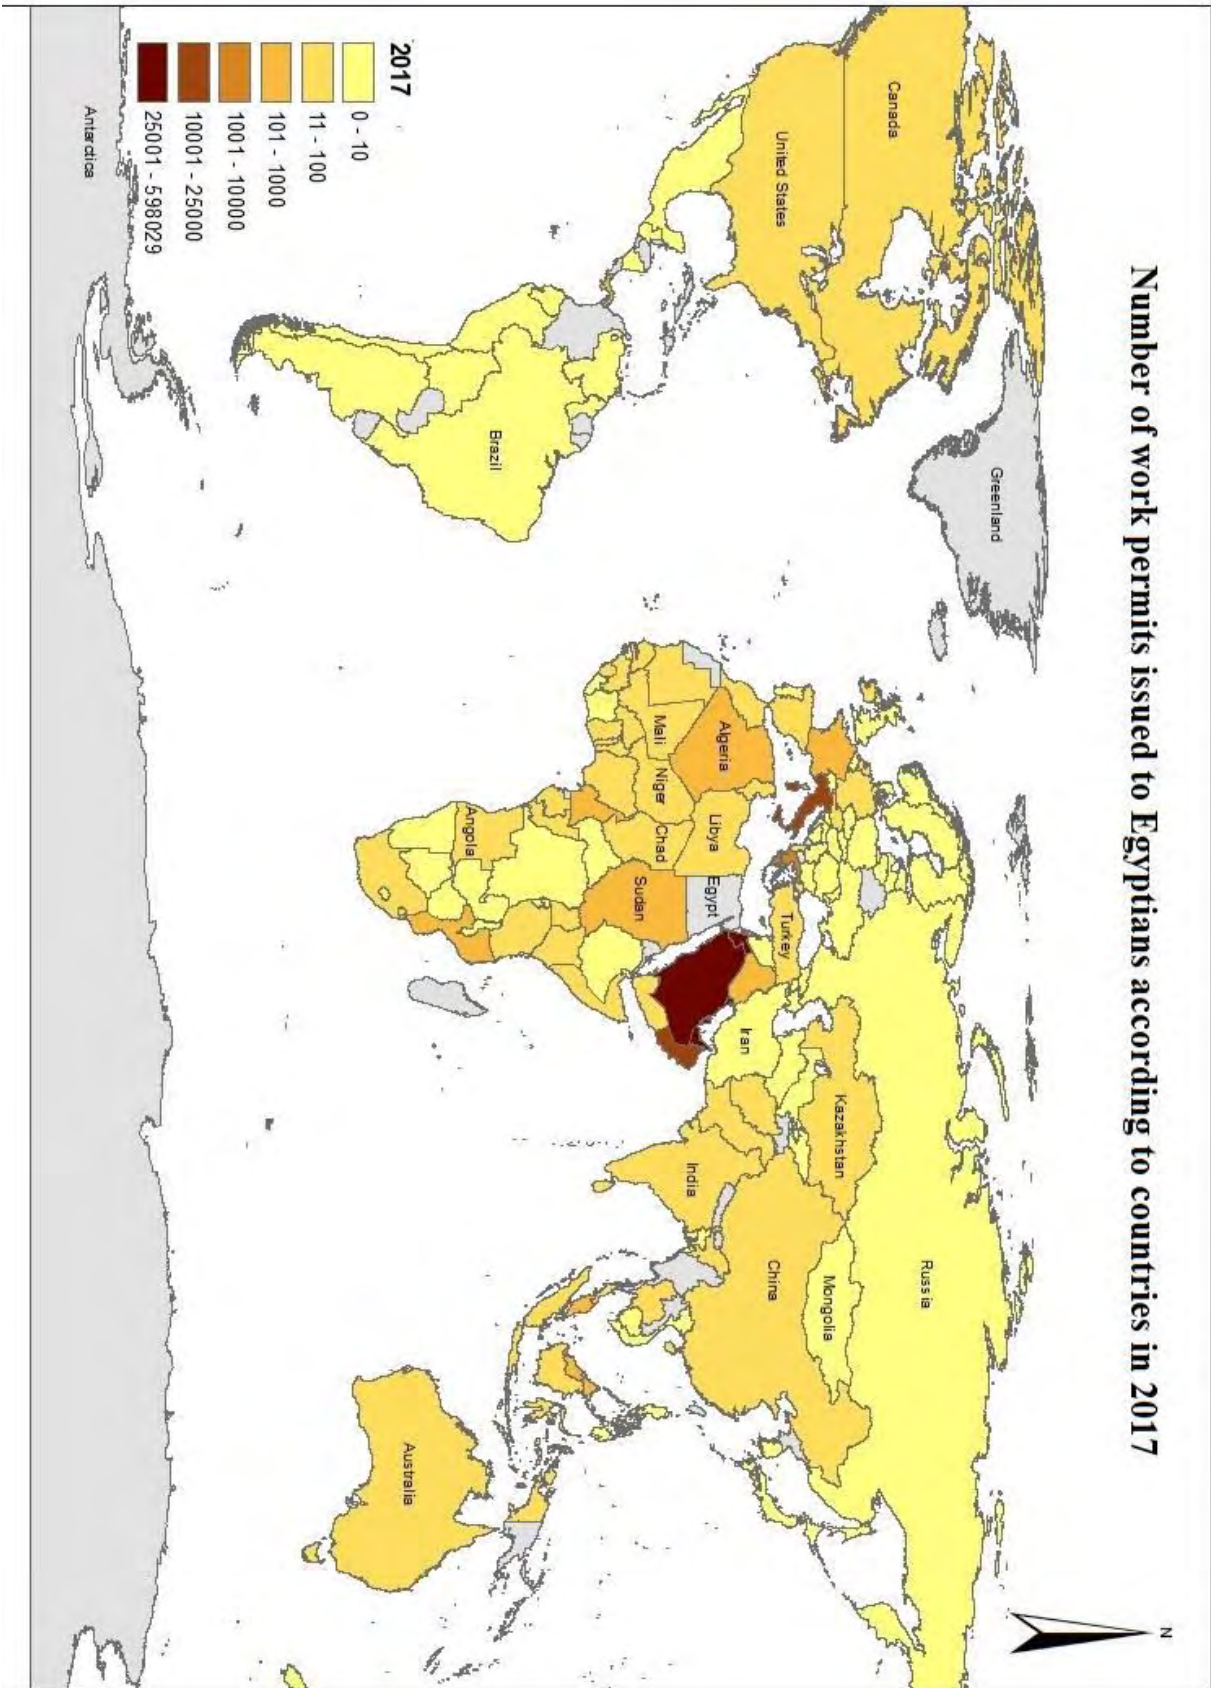 Number of work permits issued to Egyptians according to countries in 2017
N
Greenland
Canada
Russia
United States
Kazakhstan
Mongolia
Turkey
China
Iran
Algeria
Libya
Egypt
India
Mali
Niger
Chad
Sudan
Brazil
Angola
Australia
2017
0 - 10
11 - 100
101 - 1000
1001 - 10000
10001 - 25000
25001 - 598029
Antarctica